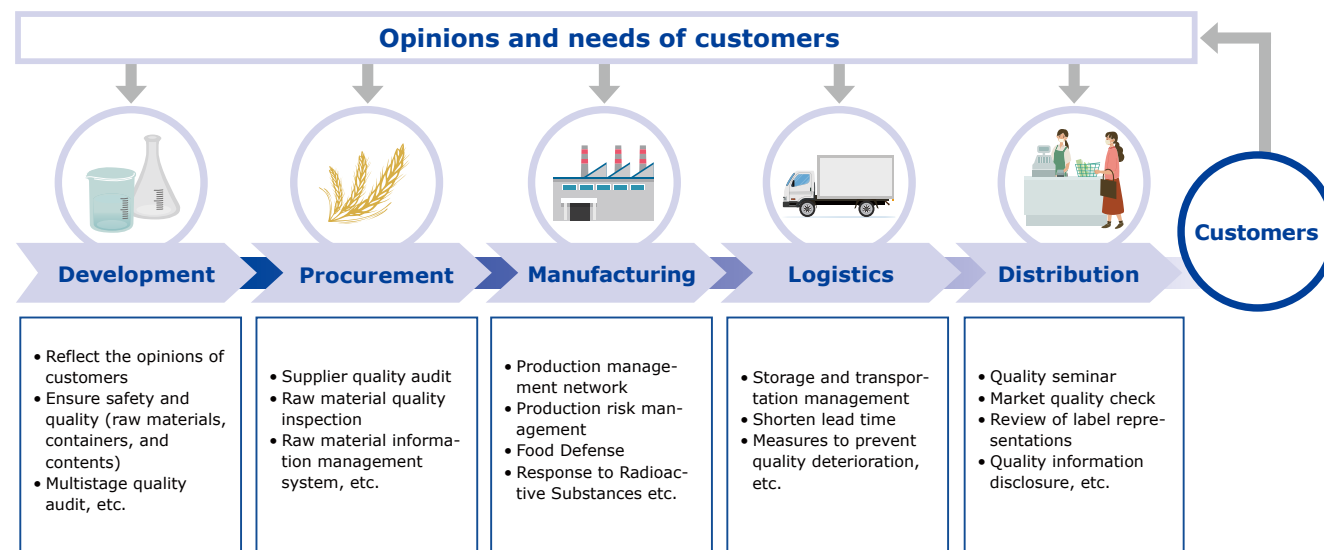 Opinions and needs of customers
Customers
Development
Procurement
Manufacturing
Logistics
Distribution
• Reflect the opinions of
customers
• Ensure safety and
quality (raw materials,
containers, and
contents)
• Multistage quality
audit, etc.
• Supplier quality audit
• Raw material quality
inspection
• Raw material informa-
tion management
system, etc.
• Production manage-
ment network
• Production risk man-
agement
• Food Defense
• Response to Radioac-
tive Substances etc.
• Storage and transpor-
tation management
• Shorten lead time
• Measures to prevent
quality deterioration,
etc.
• Quality seminar
• Market quality check
• Review of label repre-
sentations
• Quality information
disclosure, etc.